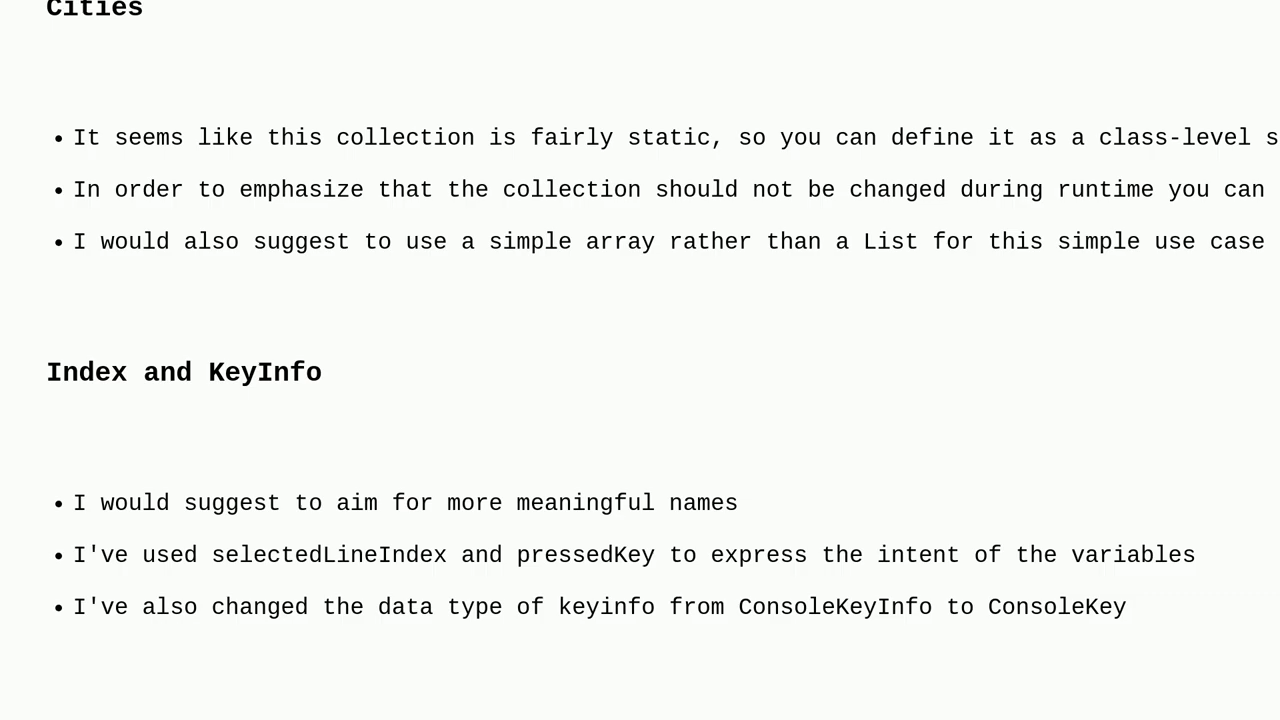 Cities
• It seems like this collection is fairly static, so you can define it as a class-level
• In order to emphasize that the collection should not be changed during runtime you can
• I would also suggest to use a simple array rather than a List for this simple use case
Index and KeyInfo
• I would suggest to aim for more meaningful names
• I've used selectedLineIndex and pressedKey to express the intent of the variables
• I've also changed the data type of keyinfo from ConsoleKeyInfo to ConsoleKey